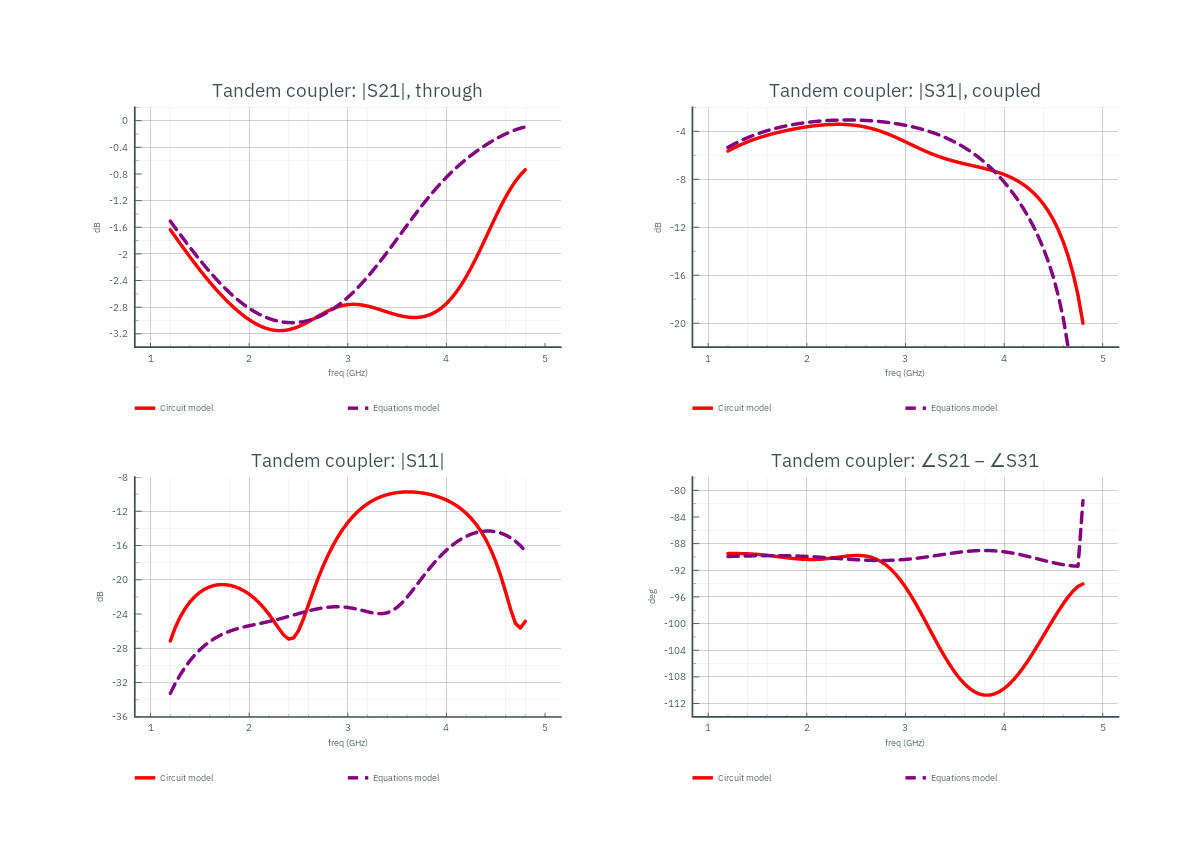 Tandem coupler: |S21|, through
0
-0.4
-0.8
-1.2
-1.6
-2
-2.4
-2.8
-3.2
dB
1 2 3 4 5
freq (GHz)
Circuit model Equations model
Tandem coupler: |S31|, coupled
-4
-8
-12
-16
-20
dB
1 2 3 4 5
freq (GHz)
Circuit model Equations model
Tandem coupler: |S11|
-8
-12
-16
-20
-24
-28
-32
-36
dB
1 2 3 4 5
freq (GHz)
Circuit model Equations model
Tandem coupler: ∠S21 – ∠S31
-80
-84
-88
-92
-96
-100
-104
-108
-112
deg
1 2 3 4 5
freq (GHz)
Circuit model Equations model